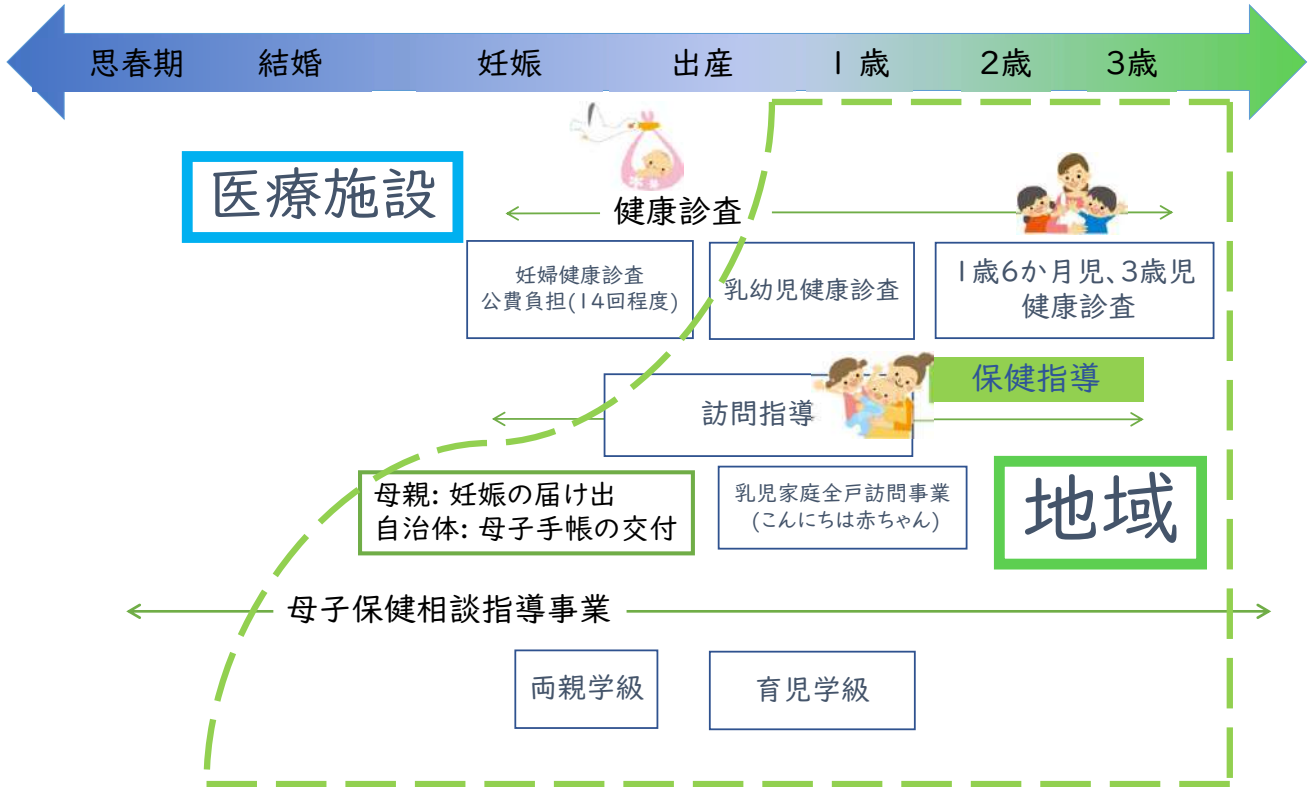 思春期 結婚 妊娠 出産 1歳 2歳 3歳
医療施設
健康診査
妊婦健康診査
公費負担(14回程度)
乳幼児健康診査
1歳6か月児、3歳児
健康診査
保健指導
訪問指導
母親: 妊娠の届け出
自治体: 母子手帳の交付
乳児家庭全戸訪問事業
(こんにちは赤ちゃん)
地域
母子保健相談指導事業
両親学級
育児学級